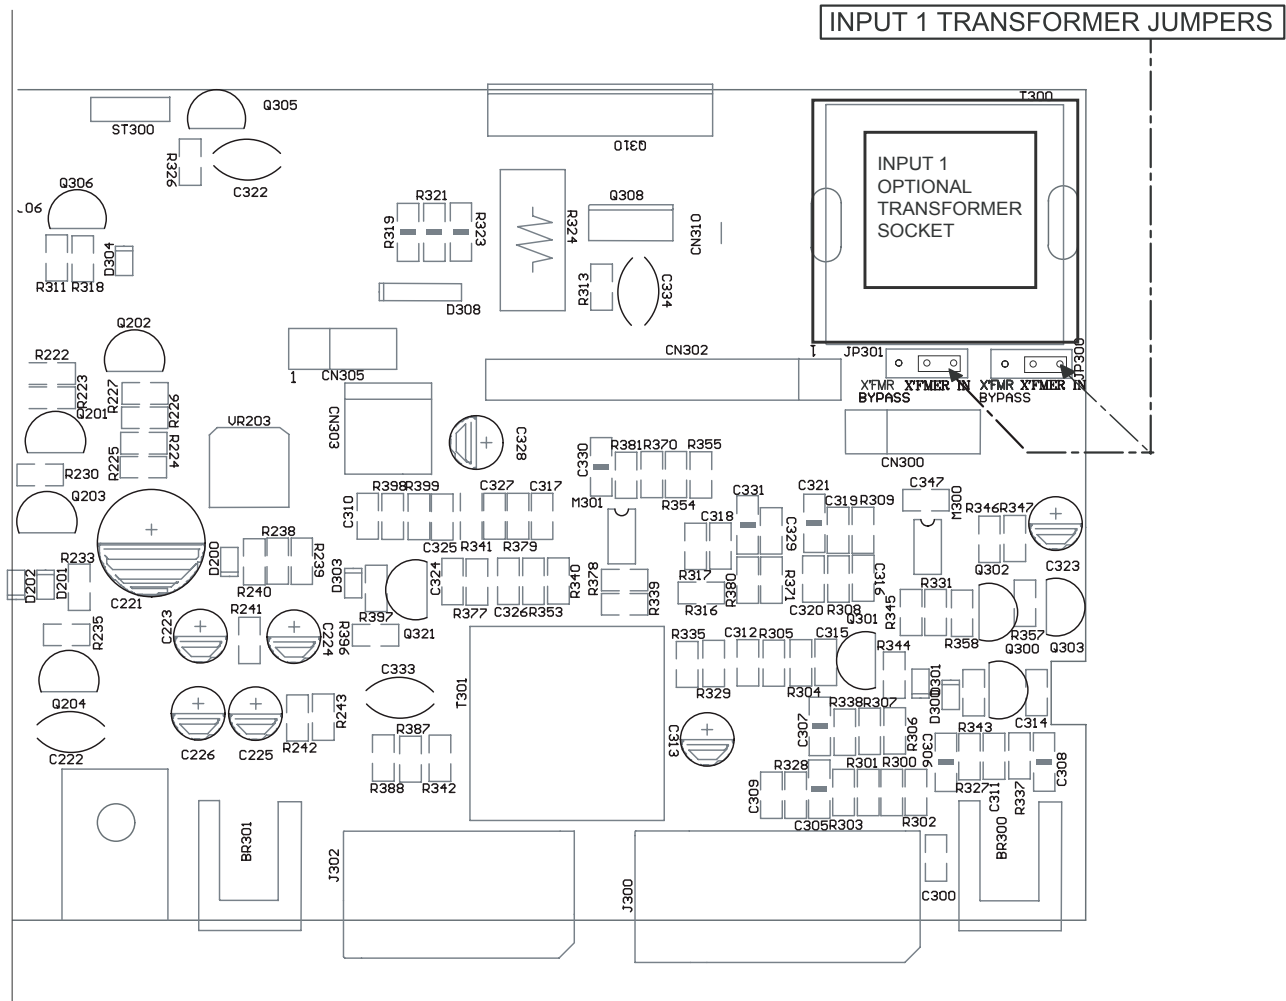 INPUT 1 TRANSFORMER JUMPERS
T300
Q305
ST300
Q310
R326
C322
INPUT 1
OPTIONAL
TRANSFORMER
SOCKET
Q306
R321
Q308
R319
R323
R324
CN310
D304
R311
R318
R313
C334
D308
Q202
CN302
1
JP301
JP300
R222
1
CN305
X'FMR
BYPASS
X'FMER IN
X'FMR
BYPASS
X'FMER IN
R223
R227
R226
Q201
VR203
CN303
C328
R225
R224
CN300
R230
C330
R381
R370
R355
Q203
C310
R398
R399
C327
C317
M301
R354
C331
C321
C347
M300
C318
C319
R309
R346
R347
R238
C325
R341
R379
C329
D200
R239
R233
D202
D201
C221
R240
D303
C324
R340
R378
R339
R317
R380
R371
C316
R331
Q302
C323
R397
R377
C326
R353
R316
C320
R308
C223
R241
C224
R396
Q321
Q301
R345
R358
R357
Q300
Q303
R235
R335
C312
R305
C315
R344
T301
C333
R329
R304
D301
D300
Q204
C222
C226
C225
R242
R243
R387
C313
C307
R338
R307
R306
C306
R343
C314
R388
R342
C309
R328
R301
R300
R327
C311
R337
C308
C305
R303
R302
BR301
J302
J300
BR300
C300